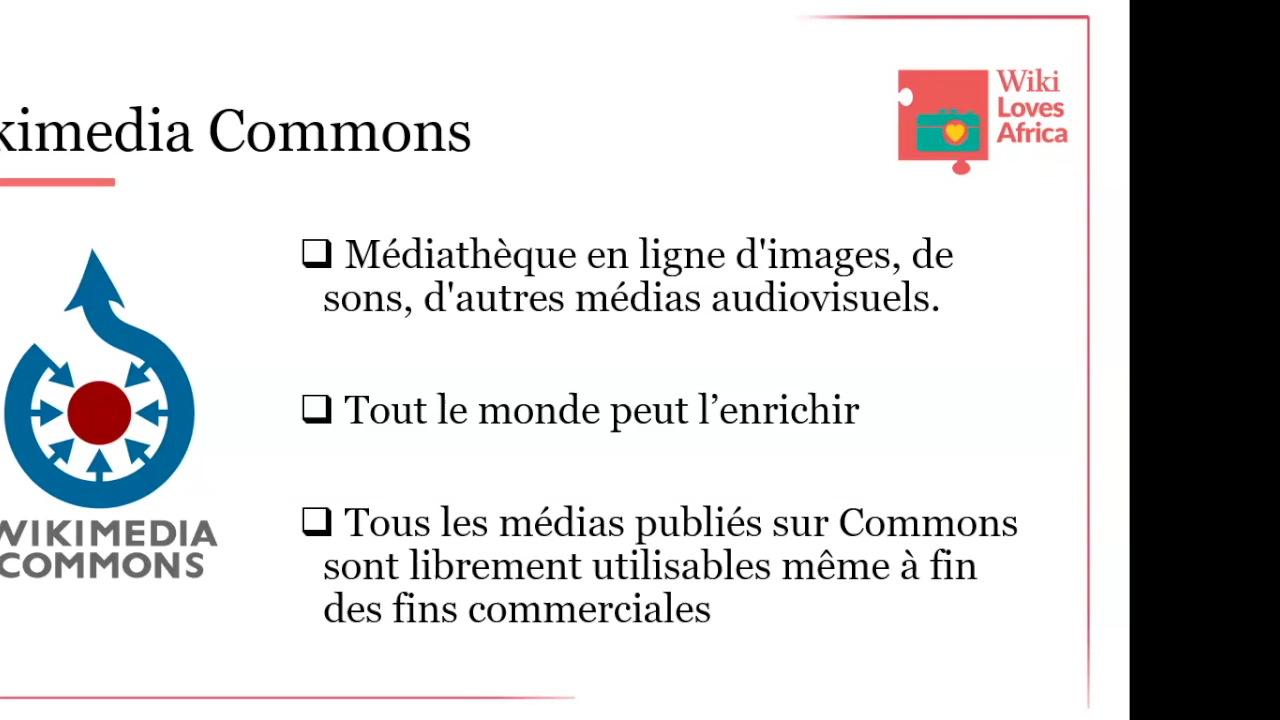 kimedia Commons
Wiki
Loves
Africa
❑ Médiathèque en ligne d'images, de
sons, d'autres médias audiovisuels.
❑ Tout le monde peut l’enrichir
❑ Tous les médias publiés sur Commons
sont librement utilisables même à fin
des fins commerciales
WIKIMEDIA
COMMONS